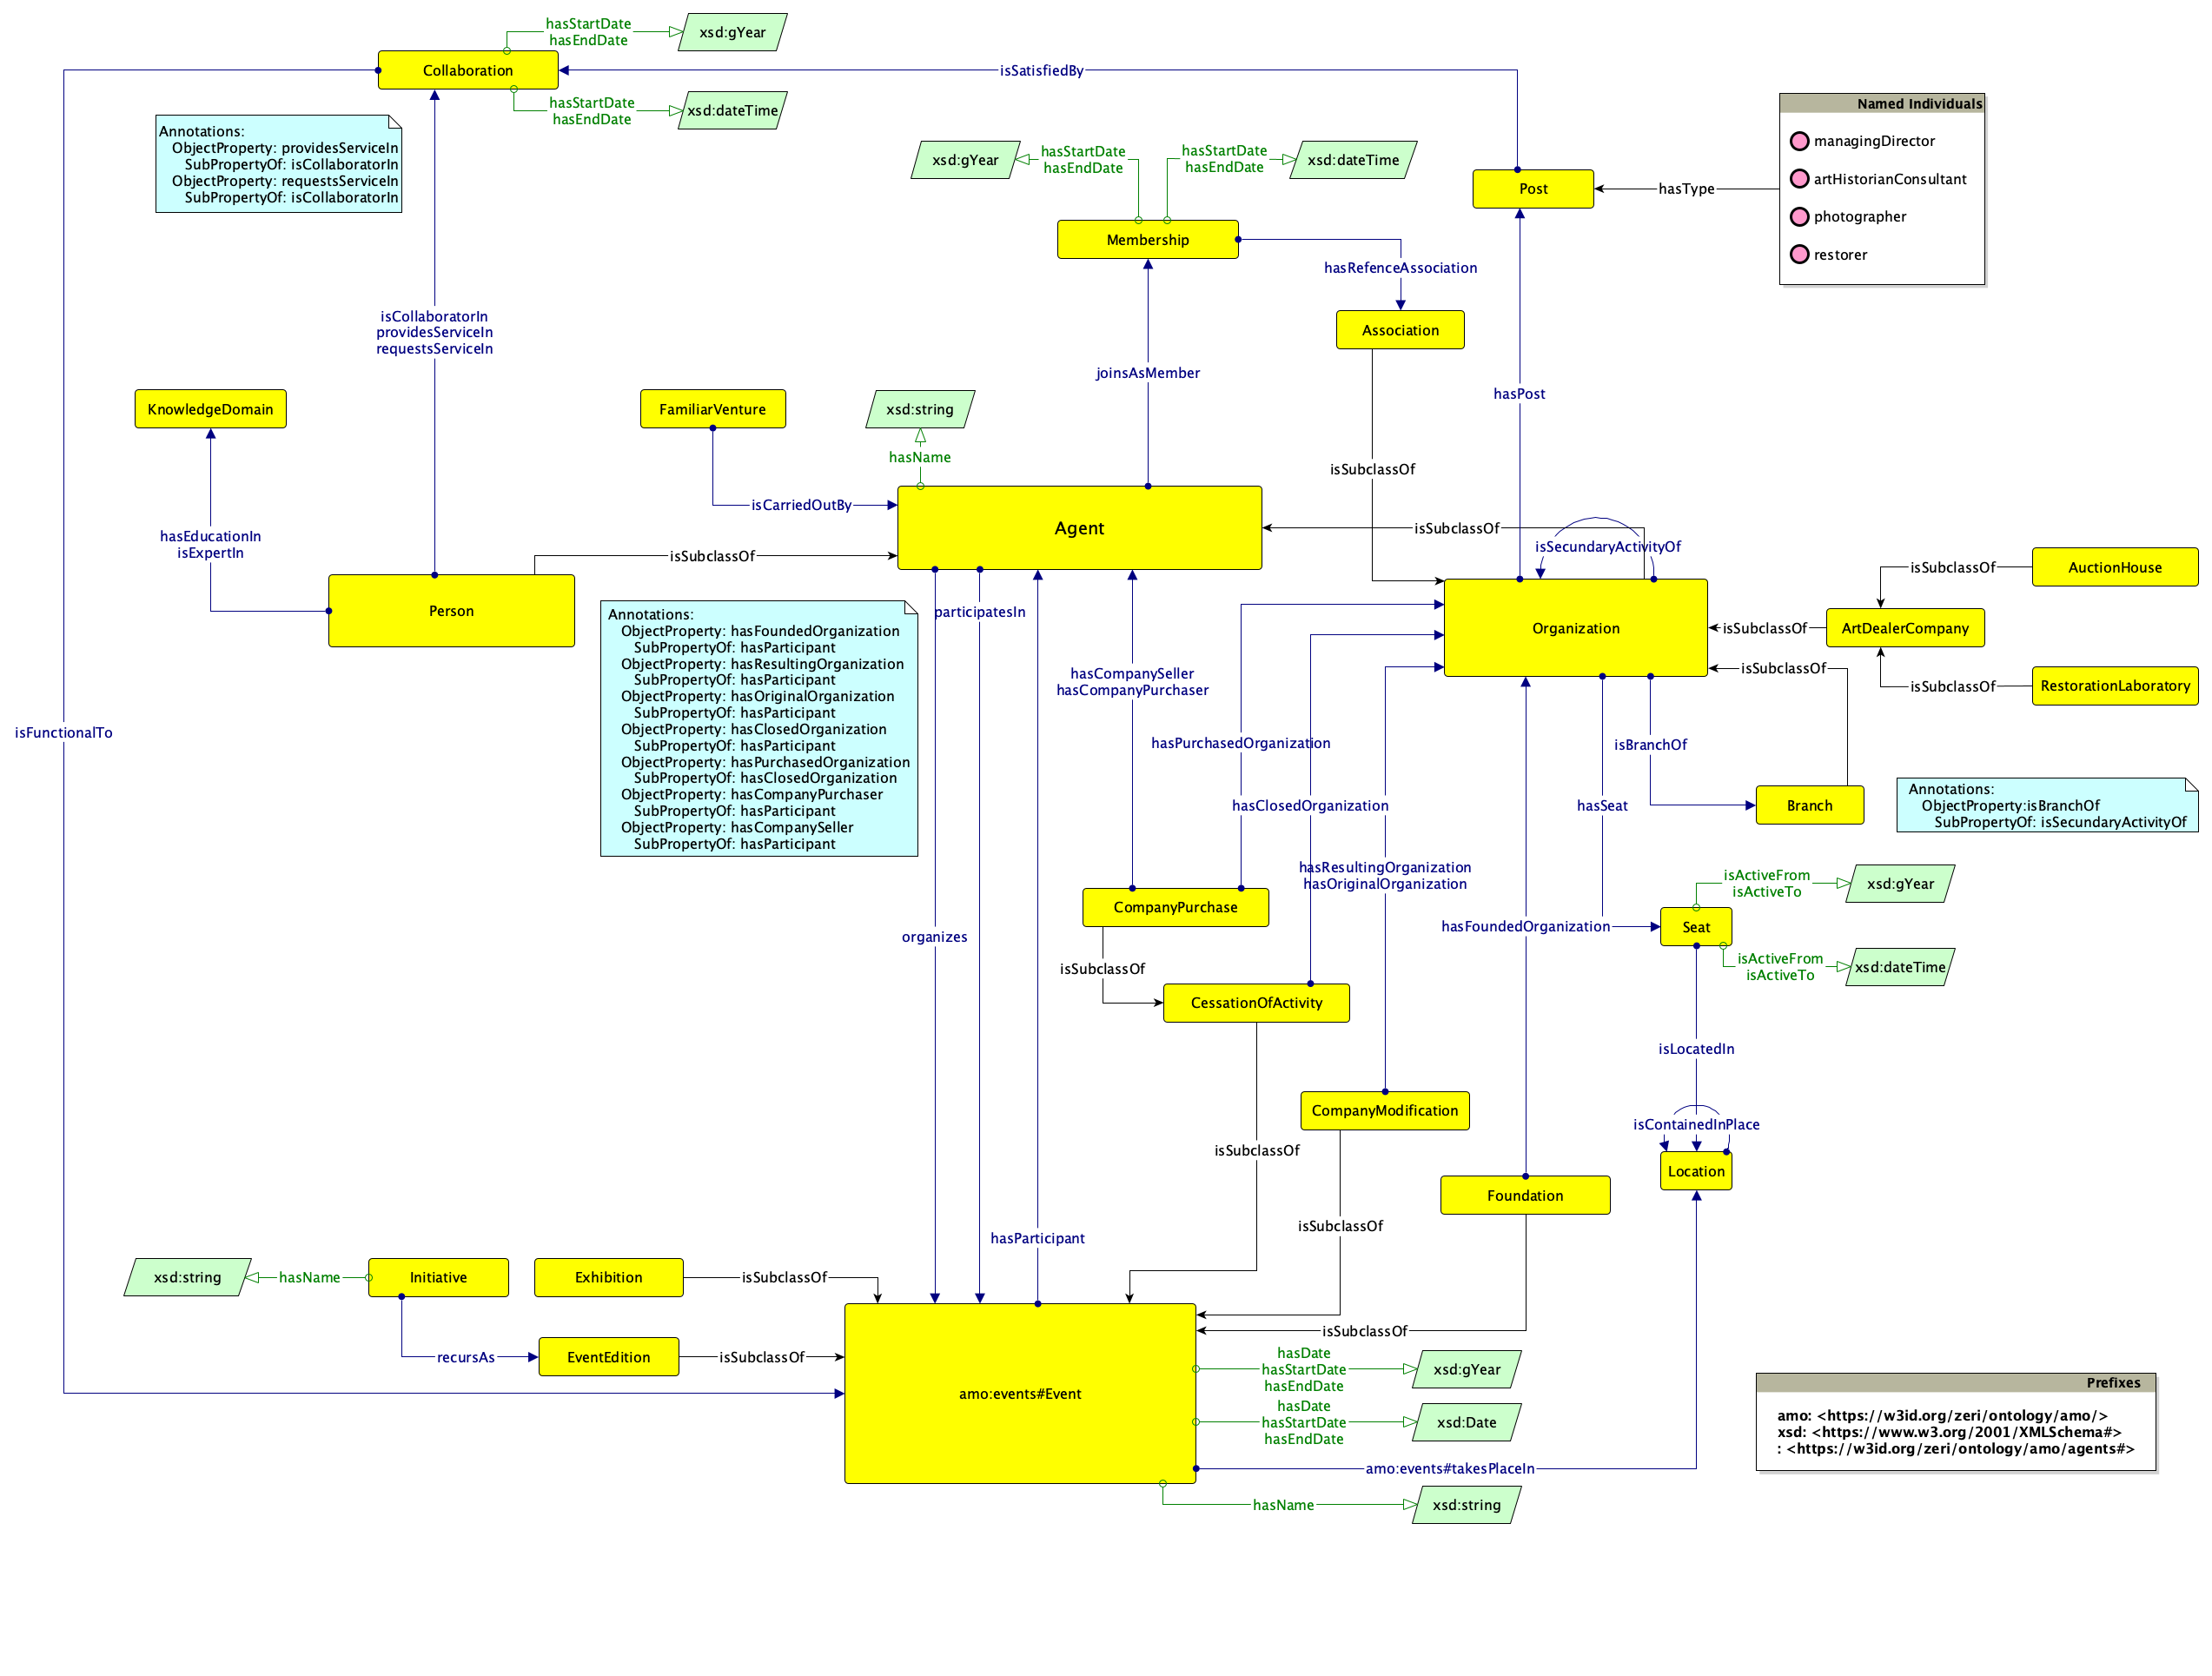 hasStartDate
hasEndDate
xsd:gYear
Collaboration
isSatisfiedBy
hasStartDate
hasEndDate
xsd:dateTime
Annotations:
ObjectProperty: providesServiceIn
SubPropertyOf: isCollaboratorIn
ObjectProperty: requestsServiceIn
SubPropertyOf: isCollaboratorIn
Named Individuals
managingDirector
artHistorianConsultant
photographer
restorer
xsd:gYear
hasStartDate
hasEndDate
hasStartDate
hasEndDate
xsd:dateTime
Post
hasType
Membership
hasRefenceAssociation
Association
isCollaboratorIn
providesServiceIn
requestsServiceIn
joinsAsMember
hasPost
KnowledgeDomain
FamiliarVenture
xsd:string
hasName
isSubclassOf
isCarriedOutBy
Agent
isSubclassOf
hasEducationIn
isExpertIn
isSubclassOf
isSecundaryActivityOf
isSubclassOf
AuctionHouse
Person
Organization
isSubclassOf
ArtDealerCompany
isSubclassOf
isSubclassOf
RestorationLaboratory
Annotations:
ObjectProperty: hasFoundedOrganization
SubPropertyOf: hasParticipant
ObjectProperty: hasResultingOrganization
SubPropertyOf: hasParticipant
ObjectProperty: hasOriginalOrganization
SubPropertyOf: hasParticipant
ObjectProperty: hasClosedOrganization
SubPropertyOf: hasParticipant
ObjectProperty: hasPurchasedOrganization
SubPropertyOf: hasClosedOrganization
ObjectProperty: hasCompanyPurchaser
SubPropertyOf: hasParticipant
ObjectProperty: hasCompanySeller
SubPropertyOf: hasParticipant
participatesIn
hasCompanySeller
hasCompanyPurchaser
isFunctionalTo
hasPurchasedOrganization
isBranchOf
hasClosedOrganization
hasSeat
Branch
Annotations:
ObjectProperty:isBranchOf
SubPropertyOf: isSecundaryActivityOf
hasResultingOrganization
hasOriginalOrganization
isActiveFrom
isActiveTo
xsd:gYear
CompanyPurchase
organizes
hasFoundedOrganization
Seat
isSubclassOf
isActiveFrom
isActiveTo
xsd:dateTime
CessationOfActivity
isLocatedIn
CompanyModification
isContainedInPlace
isSubclassOf
Location
Foundation
isSubclassOf
hasParticipant
xsd:string
hasName
Initiative
Exhibition
isSubclassOf
isSubclassOf
recursAs
EventEdition
isSubclassOf
amo:events#Event
hasDate
hasStartDate
hasEndDate
xsd:gYear
hasDate
hasStartDate
hasEndDate
xsd:Date
amo:events#takesPlaceIn
hasName
xsd:string
Prefixes
amo: <https://w3id.org/zeri/ontology/amo/>
xsd: <https://www.w3.org/2001/XMLSchema#>
: <https://w3id.org/zeri/ontology/amo/agents#>